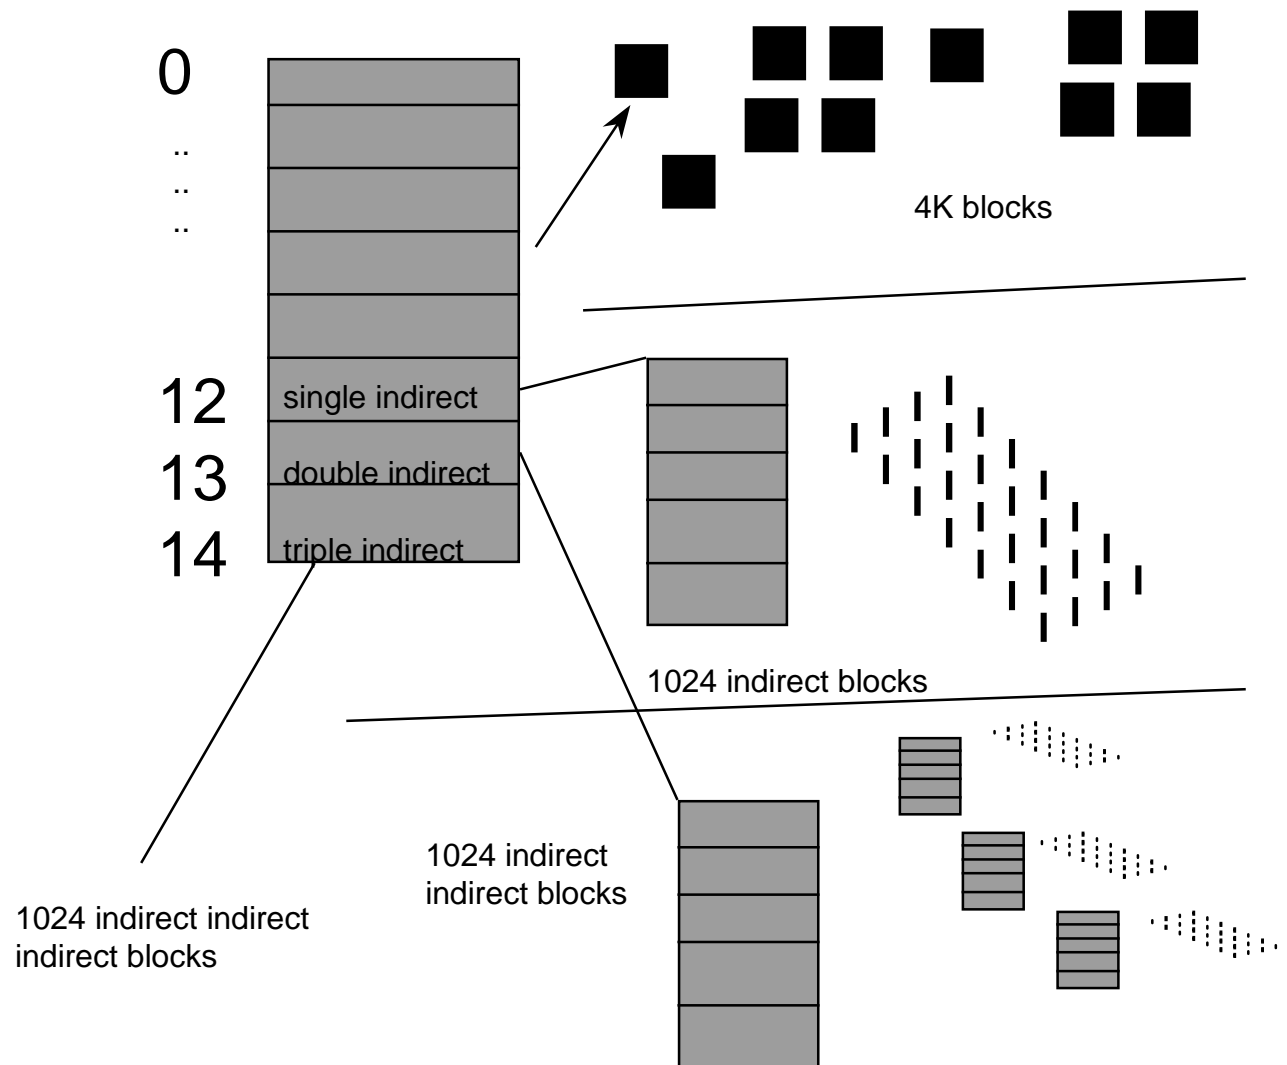 0
..
..
..
4K blocks
12
single indirect
13
double indirect
14
triple indirect
1024 indirect blocks
1024 indirect
indirect blocks
1024 indirect indirect
indirect blocks